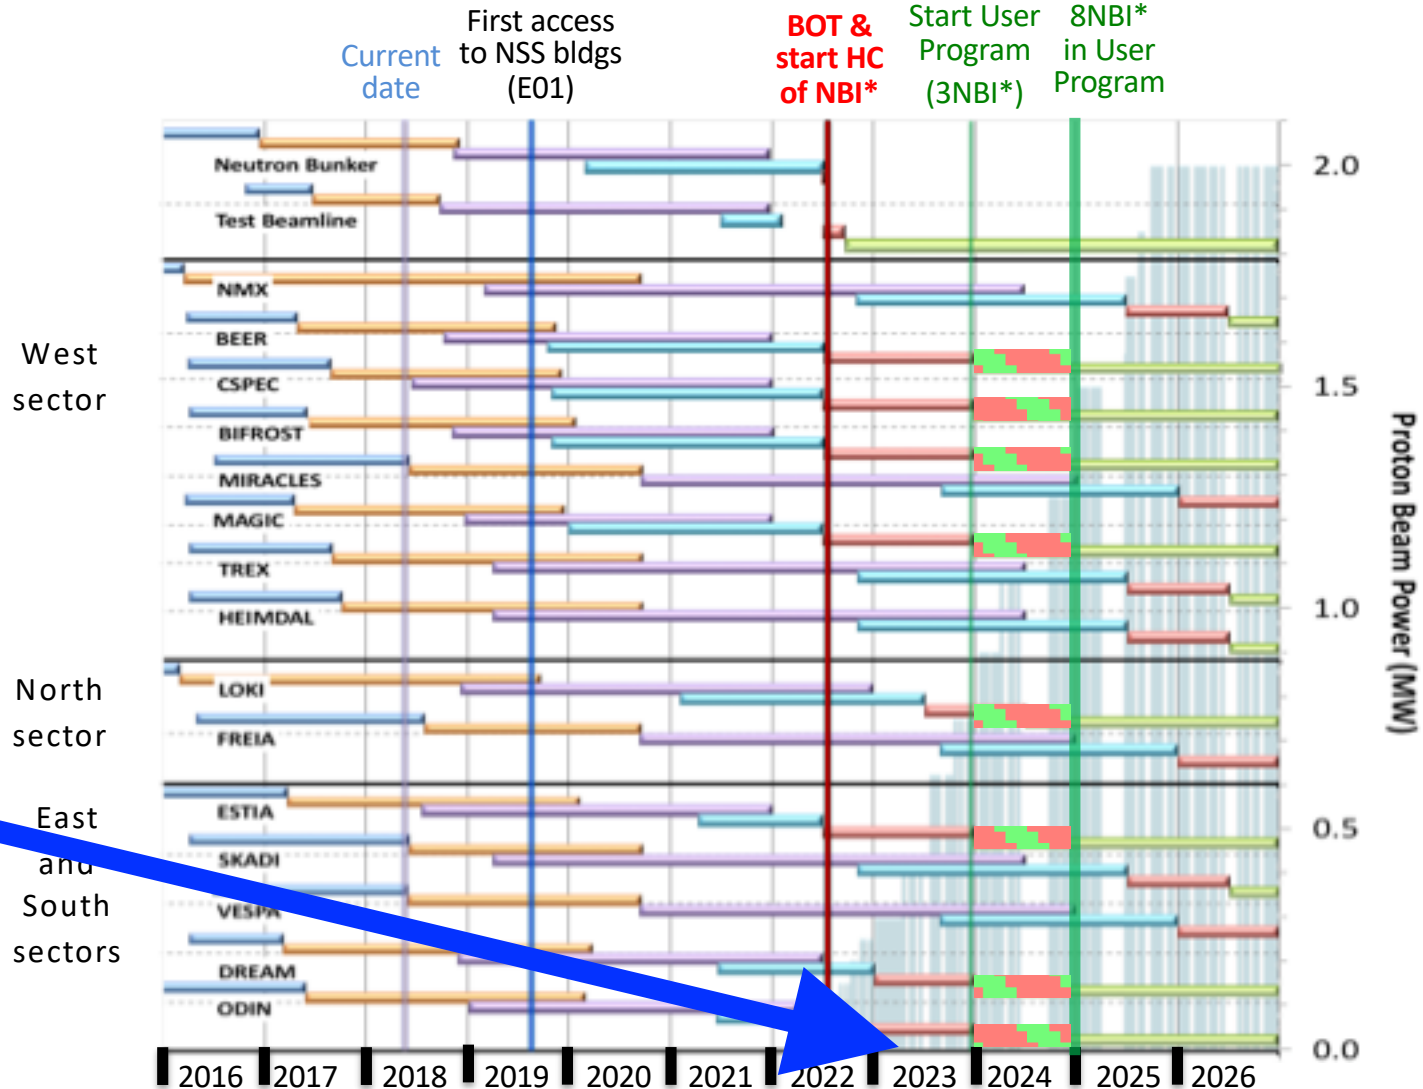 Current
date
First access
to NSS bldgs
(E01)
BOT &
start HC
of NBI*
Start User
Program
(3NBI*)
8NBI*
in User
Program
Neutron Bunker
Test Beamline
West
sector
NMX
BEER
CSPEC
BIFROST
MIRACLES
MAGIC
TREX
HEIMDAL
North
sector
LOKI
FREIA
East
and
South
sectors
ESTIA
SKADI
VESPA
DREAM
ODIN
2.0
1.5
1.0
0.5
0.0
Proton Beam Power (MW)
2016 2017 2018 2019 2020 2021 2022 2023 2024 2025 2026